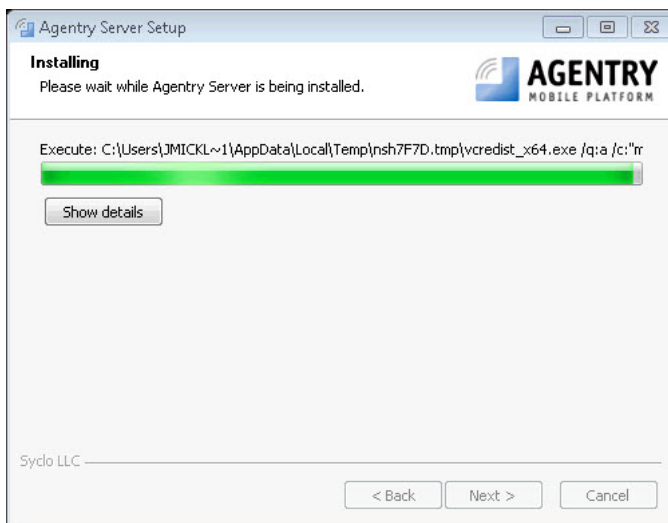 Agentry Server Setup
Installing
Please wait while Agentry Server is being installed.
AGENTRY
MOBILE PLATFORM
Execute: C:\Users\JMICKL~1\AppData\Local\Temp\nsh7F7D.tmp\vcredist_x64.exe /q:a /c:"m
Show details
Syclo LLC
< Back Next > Cancel